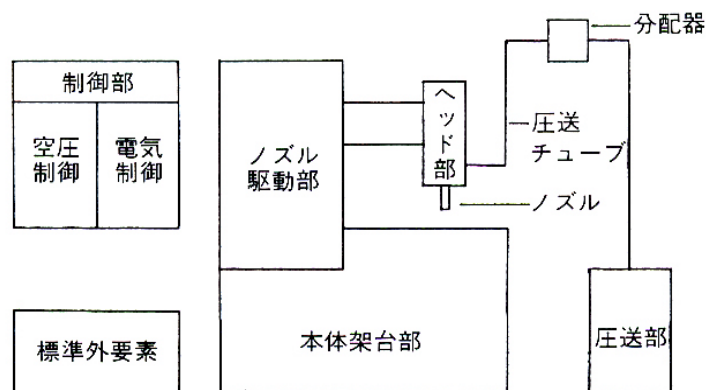 分配器
制御部
空圧
制御
電気
制御
ノズル
駆動部
ヘッド部
圧送
チューブ
ノズル
標準外要素
本体架台部
圧送部